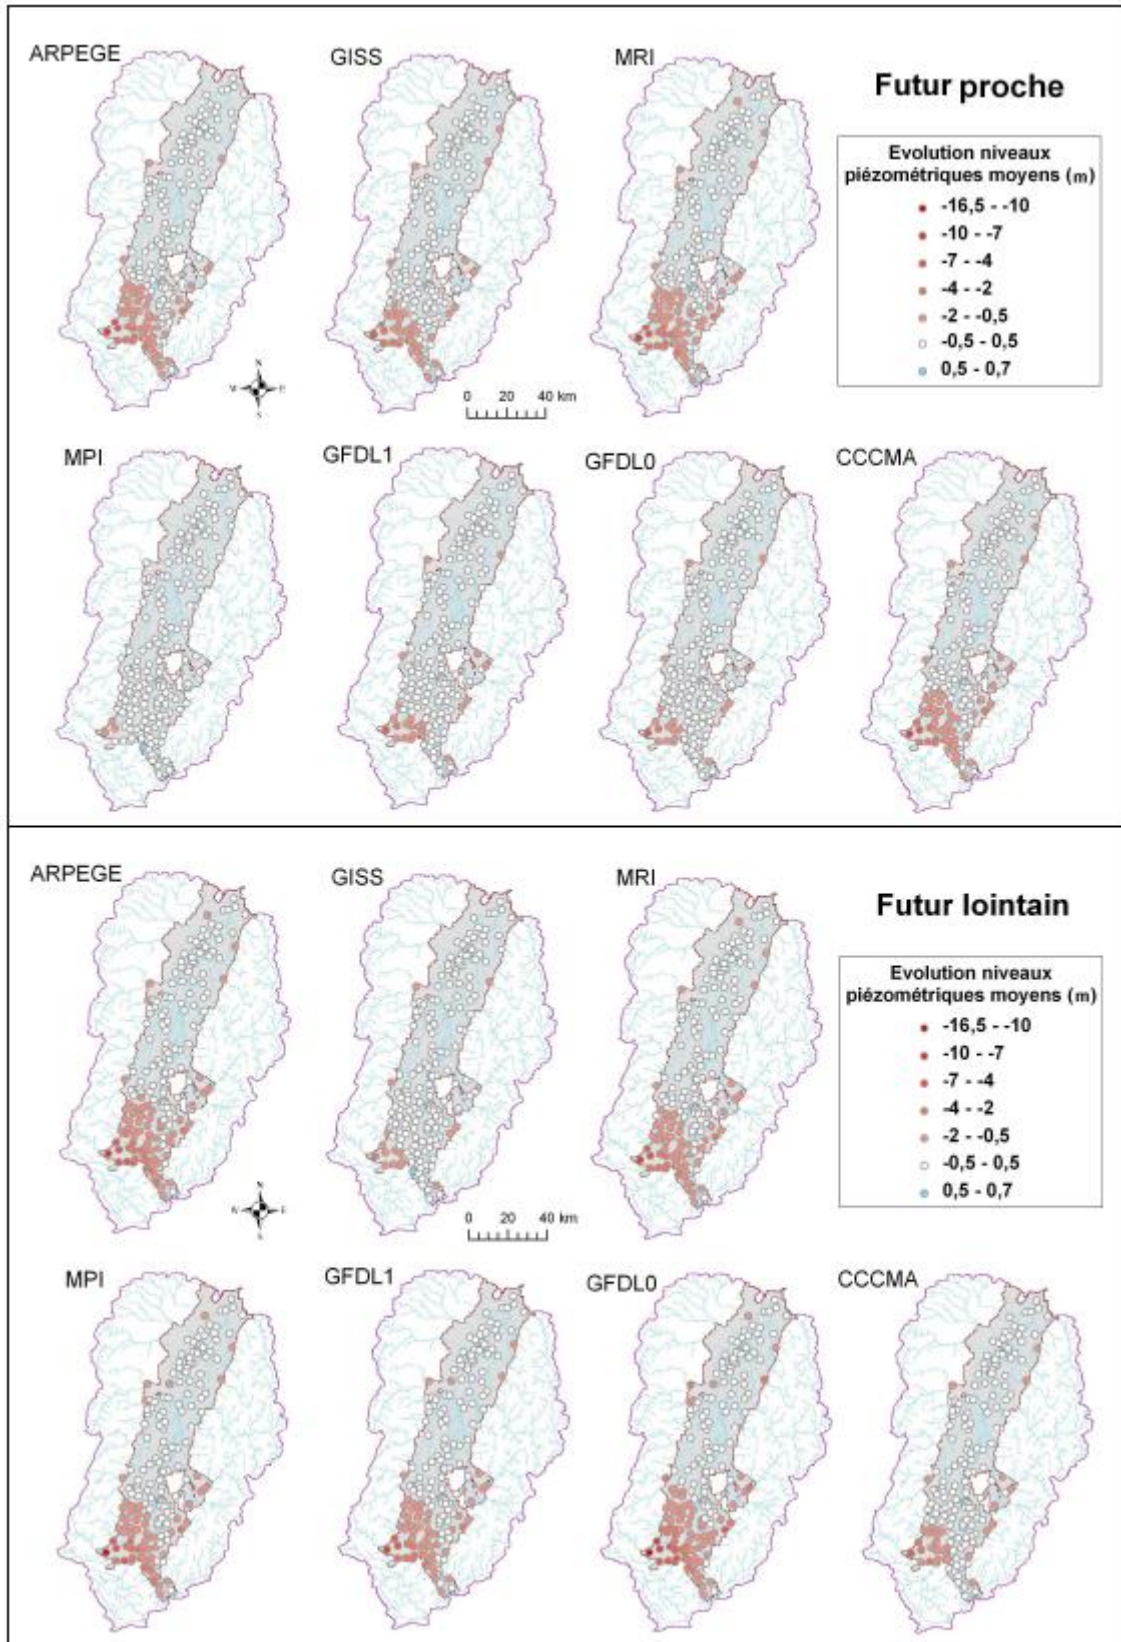 ARPEGE
GISS
MRI
Futur proche
Evolution niveaux
piézométriques moyens (m)
-16,5 - -10
-10 - -7
-7 - -4
-4 - -2
-2 - -0,5
-0,5 - 0,5
0,5 - 0,7
N
W
E
S
0 20 40 km
MPI
GFDL1
GFDL0
CCCMA
ARPEGE
GISS
MRI
Futur lointain
Evolution niveaux
piézométriques moyens (m)
-16,5 - -10
-10 - -7
-7 - -4
-4 - -2
-2 - -0,5
-0,5 - 0,5
0,5 - 0,7
N
W
E
S
0 20 40 km
MPI
GFDL1
GFDL0
CCCMA